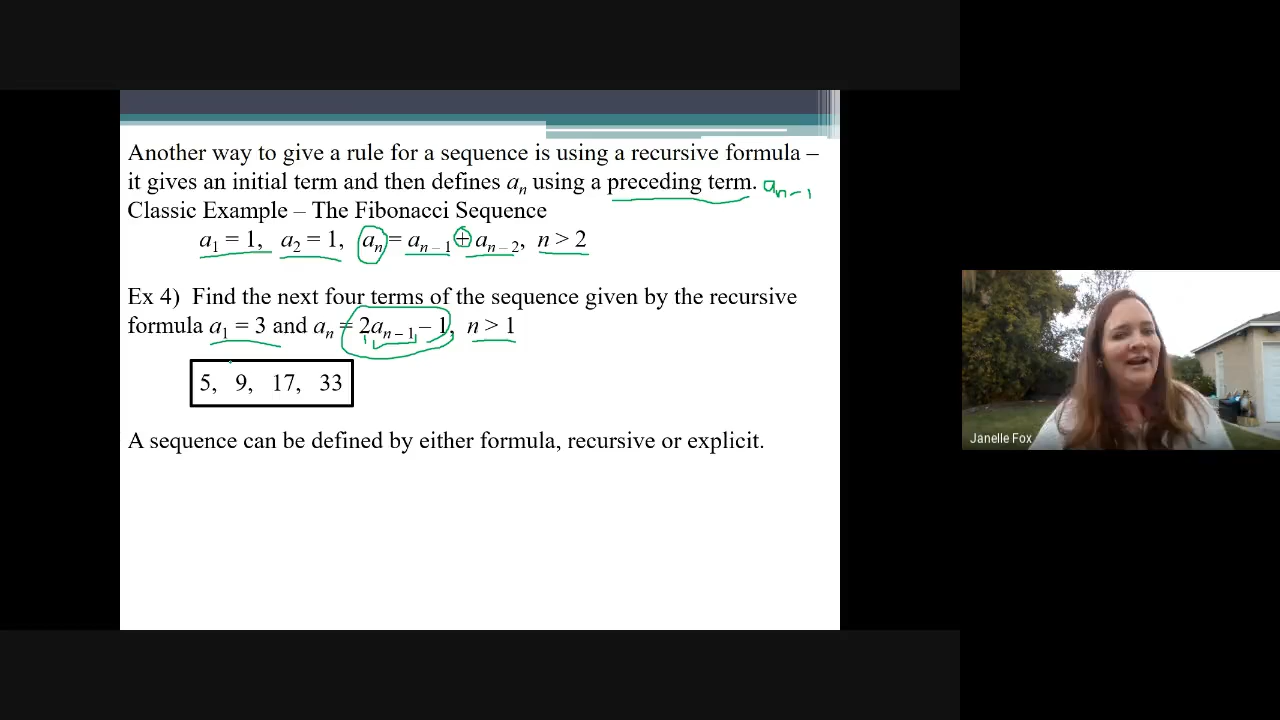 Another way to give a rule for a sequence is using a recursive formula –
it gives an initial term and then defines aₙ using a preceding term. aₙ₋₁
Classic Example – The Fibonacci Sequence
a₁ = 1, a₂ = 1, aₙ = aₙ₋₁ + aₙ₋₂, n > 2
Ex 4) Find the next four terms of the sequence given by the recursive
formula a₁ = 3 and aₙ = 2aₙ₋₁ – 1, n > 1
5, 9, 17, 33
A sequence can be defined by either formula, recursive or explicit.
Janelle Fox